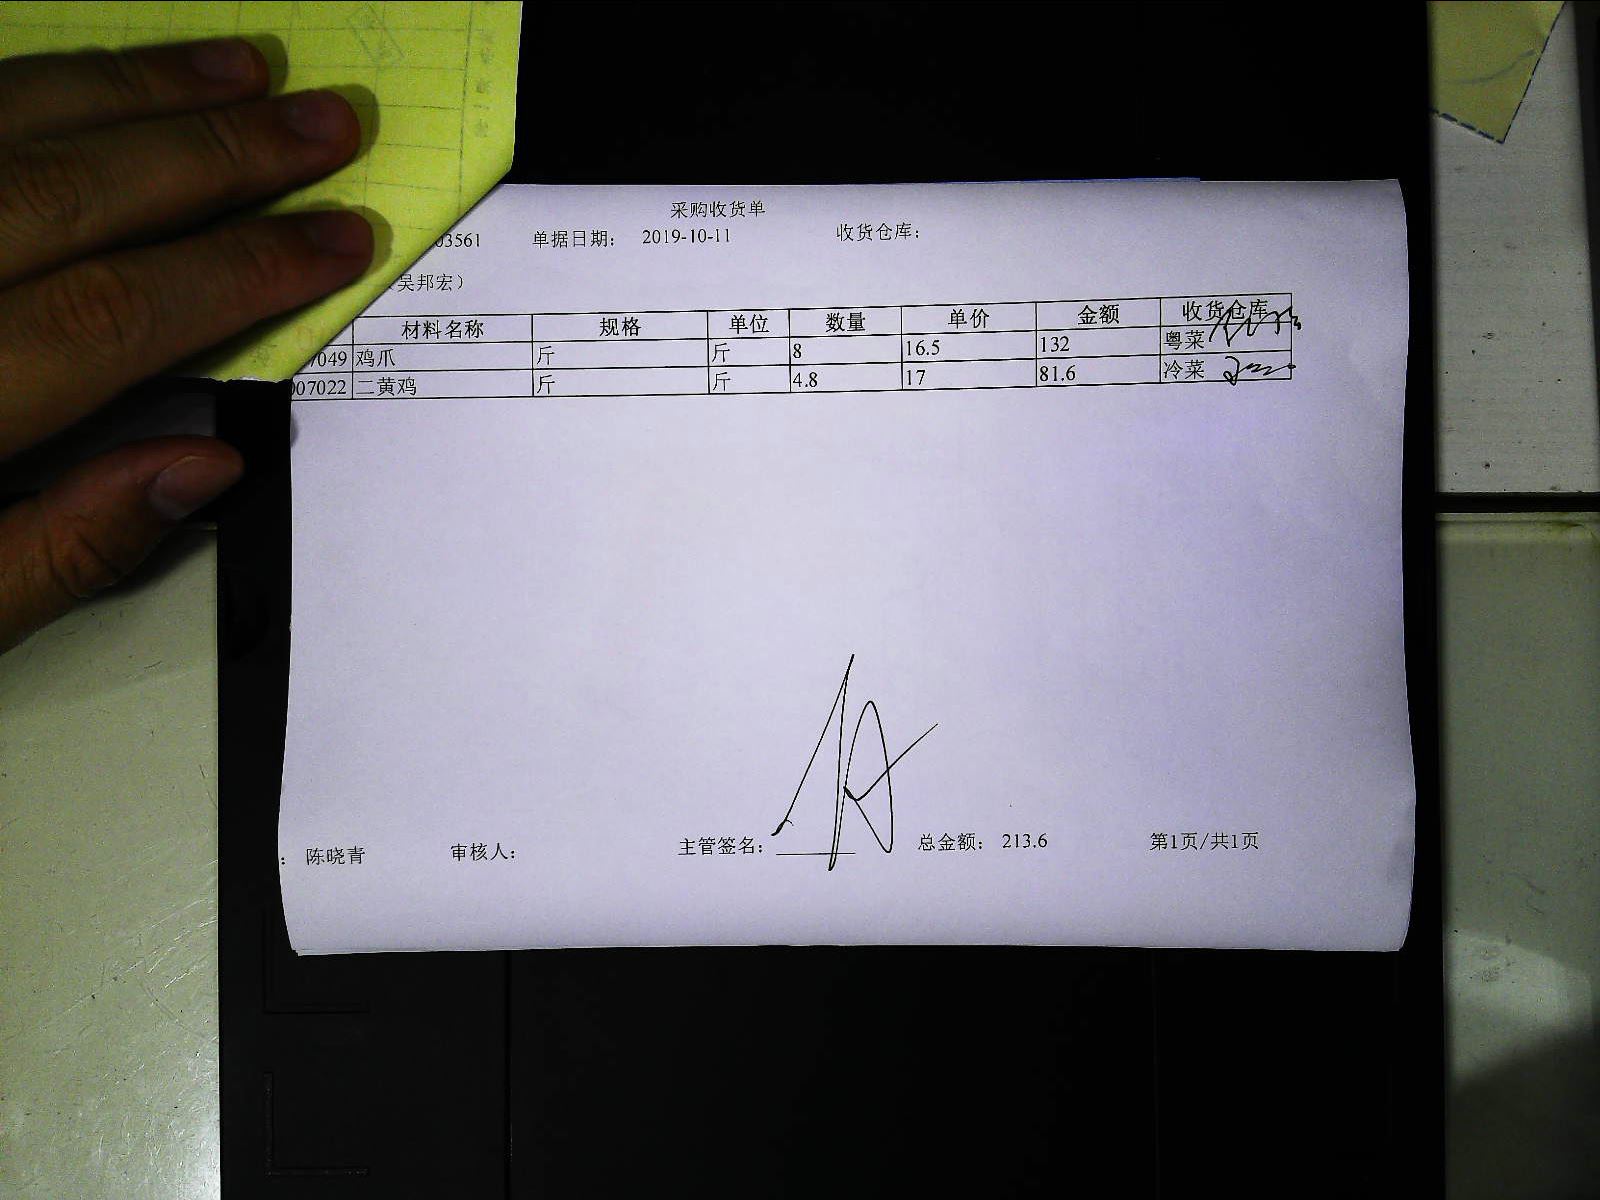 采购收货单
03561 单据日期： 2019-10-11 收货仓库：
吴邦宏）
材料名称 规格 单位 数量 单价 金额 收货仓库
7049 鸡爪 斤 斤 8 16.5 132 粤菜
007022 二黄鸡 斤 斤 4.8 17 81.6 冷菜
： 陈晓青 审核人： 主管签名： 总金额： 213.6 第1页/共1页